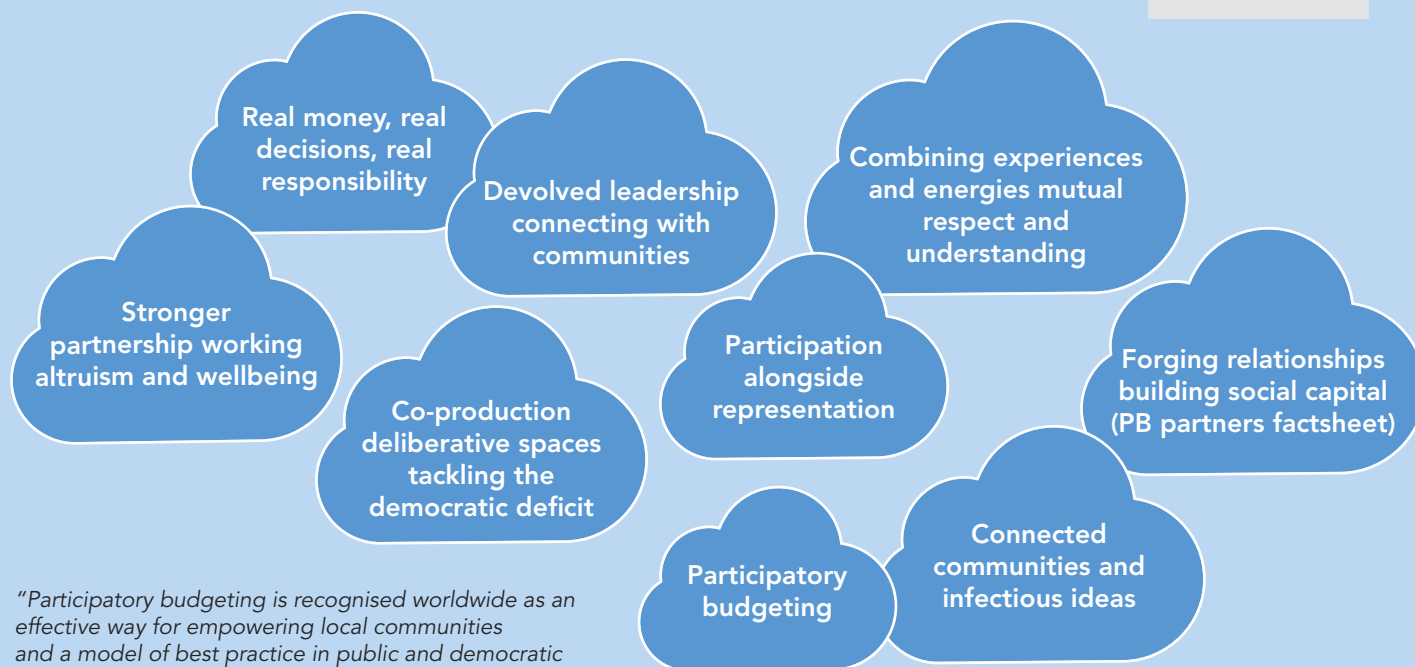 Real money, real
decisions, real
responsibility
Devolved leadership
connecting with
communities
Combining experiences
and energies mutual
respect and
understanding
Stronger
partnership working
altruism and wellbeing
Co-production
deliberative spaces
tackling the
democratic deficit
Participation
alongside
representation
Forging relationships
building social capital
(PB partners factsheet)
Participatory
budgeting
Connected
communities and
infectious ideas
“Participatory budgeting is recognised worldwide as an
effective way for empowering local communities
and a model of best practice in public and democratic